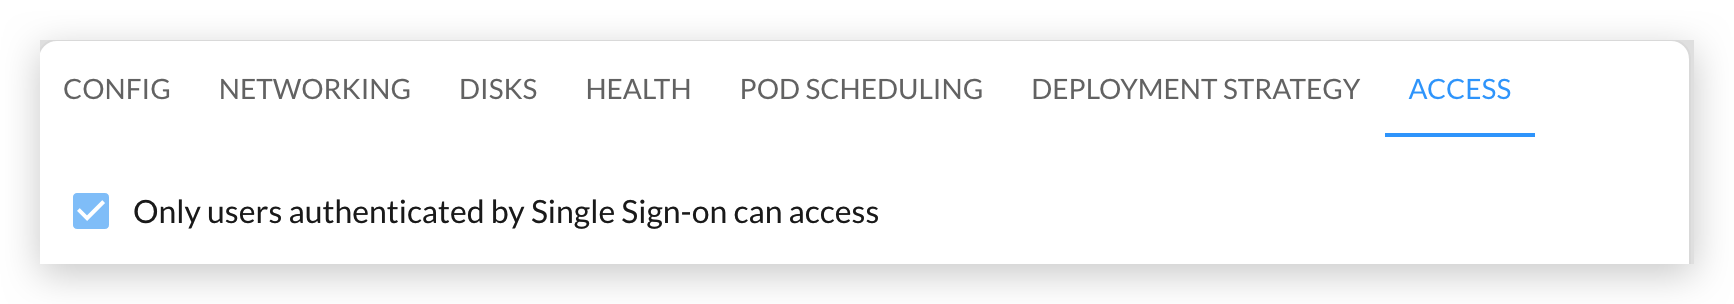 CONFIG NETWORKING DISKS HEALTH POD SCHEDULING DEPLOYMENT STRATEGY ACCESS
Only users authenticated by Single Sign-on can access